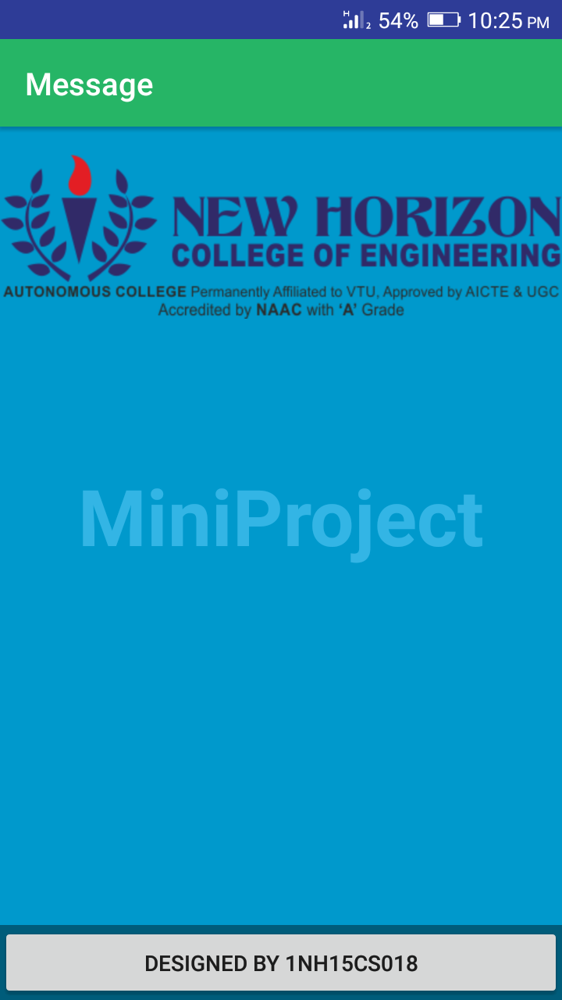 H 2 54% 10:25 PM
Message
NEW HORIZON
COLLEGE OF ENGINEERING
AUTONOMOUS COLLEGE Permanently Affiliated to VTU, Approved by AICTE & UGC
Accredited by NAAC with ‘A’ Grade
MiniProject
DESIGNED BY 1NH15CS018